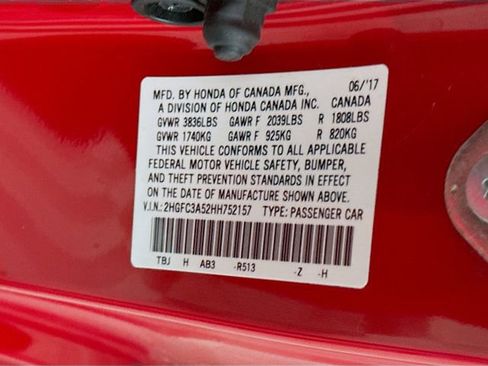 MFD. BY HONDA OF CANADA MFG., 06/'17
A DIVISION OF HONDA CANADA INC. CANADA
GVWR 3836LBS GAWR F 2039LBS R 1808LBS
GVWR 1740KG GAWR F 925KG R 820KG
THIS VEHICLE CONFORMS TO ALL APPLICABLE
FEDERAL MOTOR VEHICLE SAFETY, BUMPER,
AND THEFT PREVENTION STANDARDS IN EFFECT
ON THE DATE OF MANUFACTURE SHOWN ABOVE.
V.I.N.: 2HGFC3A52HH752157 TYPE: PASSENGER CAR
TBJ H AB3 -R513 -Z -H